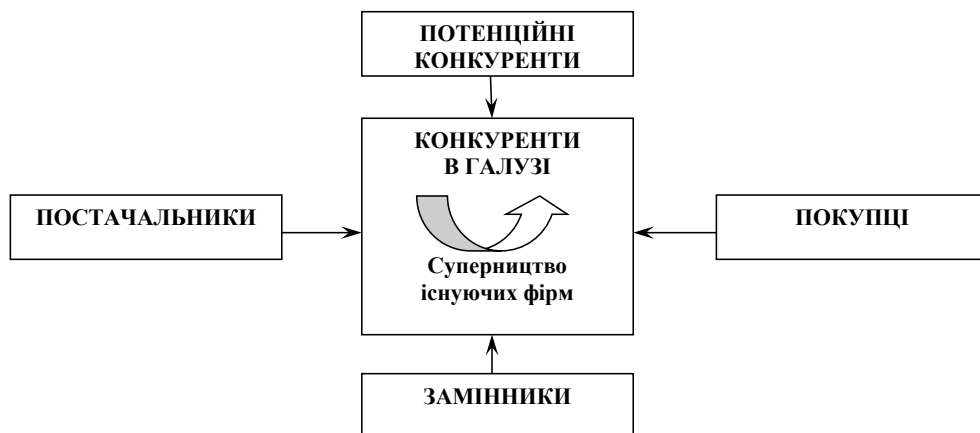 ПОТЕНЦІЙНІ
КОНКУРЕНТИ
КОНКУРЕНТИ
В ГАЛУЗІ
ПОСТАЧАЛЬНИКИ
ПОКУПЦІ
Суперництво
існуючих фірм
ЗАМІННИКИ